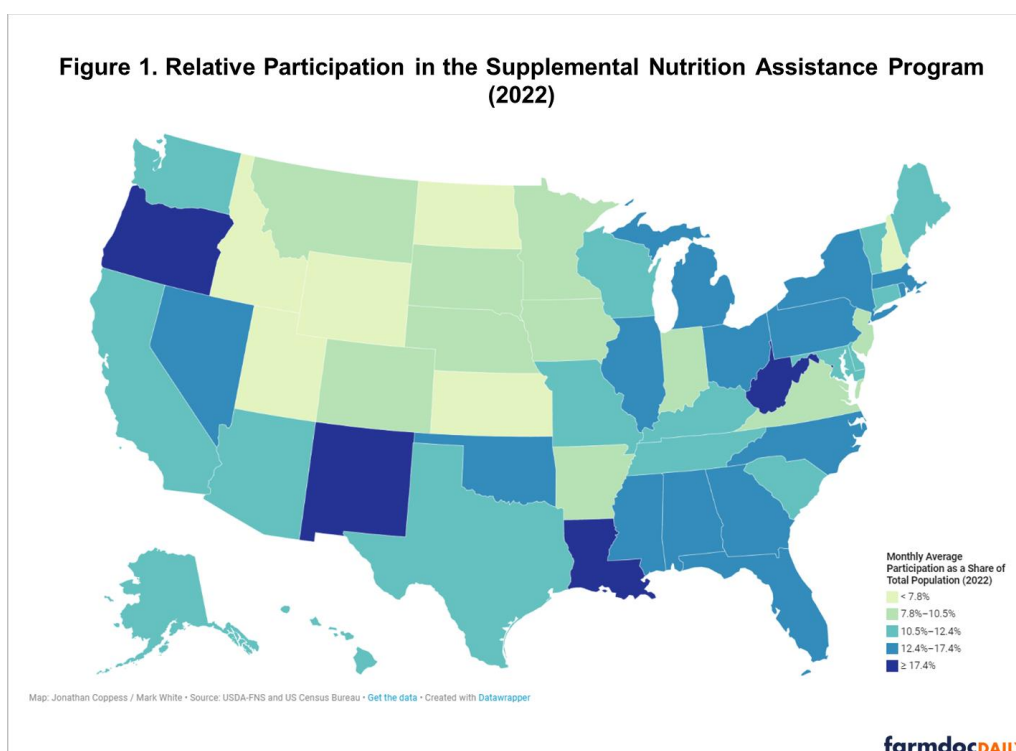 Figure 1. Relative Participation in the Supplemental Nutrition Assistance Program
(2022)
Monthly Average
Participation as a Share of
Total Population (2022)
< 7.8%
7.8%–10.5%
10.5%–12.4%
12.4%–17.4%
≥ 17.4%
Map: Jonathan Coppess / Mark White • Source: USDA-FNS and US Census Bureau • Get the data • Created with Datawrapper
farmdocDAILY